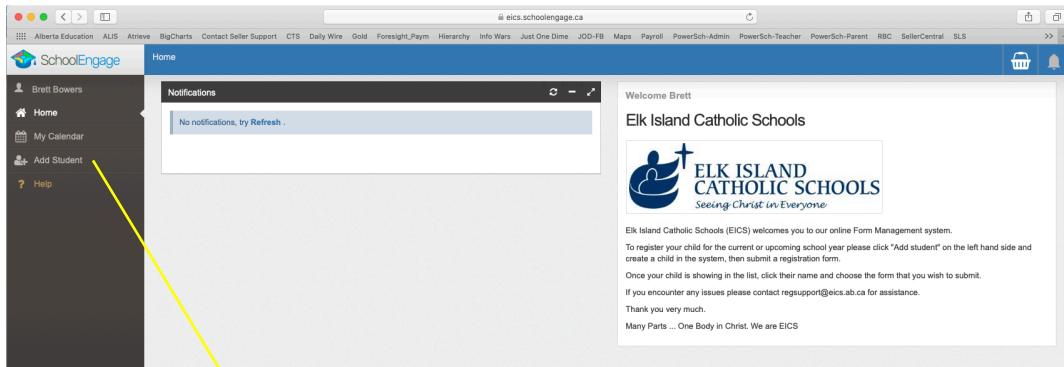 eics.schoolengage.ca
Alberta Education ALIS Atrieve BigCharts Contact Seller Support CTS Daily Wire Gold Foresight_Paym Hierarchy Info Wars Just One Dime JOD-FB Maps Payroll PowerSch-Admin PowerSch-Teacher PowerSch-Parent RBC SellerCentral SLS >>
SchoolEngage
Home
Brett Bowers
Home
My Calendar
Add Student
? Help
Notifications
No notifications, try Refresh .
Welcome Brett
Elk Island Catholic Schools
ELK ISLAND
CATHOLIC SCHOOLS
Seeing Christ in Everyone
Elk Island Catholic Schools (EICS) welcomes you to our online Form Management system.
To register your child for the current or upcoming school year please click "Add student" on the left hand side and
create a child in the system, then submit a registration form.
Once your child is showing in the list, click their name and choose the form that you wish to submit.
If you encounter any issues please contact regsupport@eics.ab.ca for assistance.
Thank you very much.
Many Parts ... One Body in Christ. We are EICS